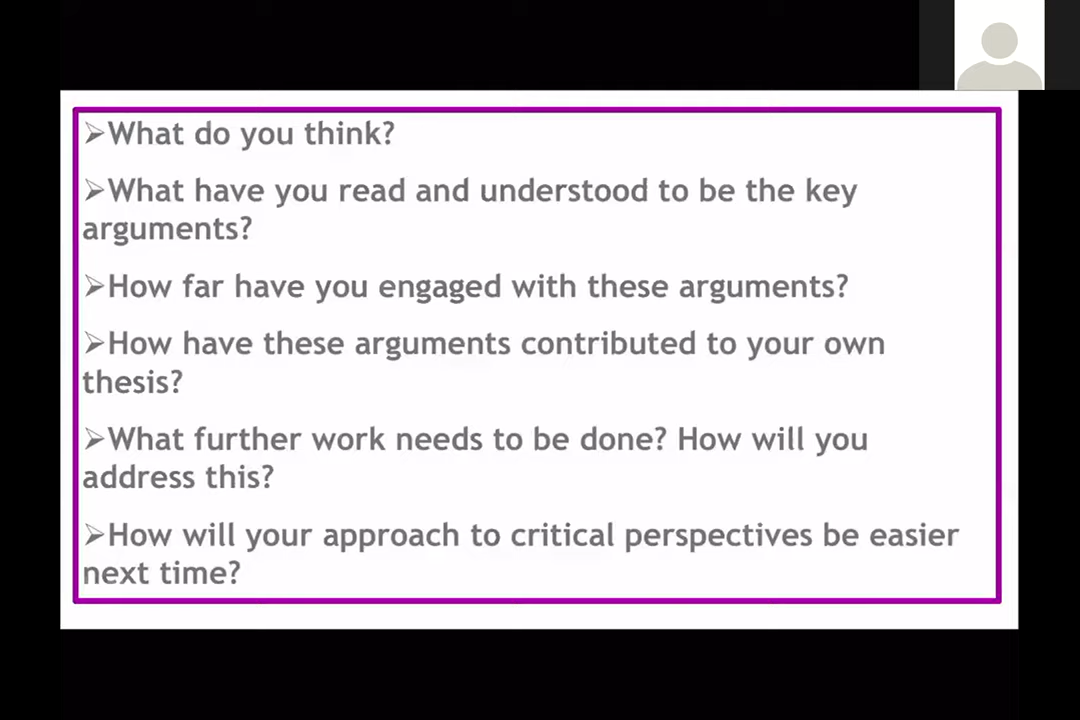 ➢What do you think?
➢What have you read and understood to be the key
arguments?
➢How far have you engaged with these arguments?
➢How have these arguments contributed to your own
thesis?
➢What further work needs to be done? How will you
address this?
➢How will your approach to critical perspectives be easier
next time?